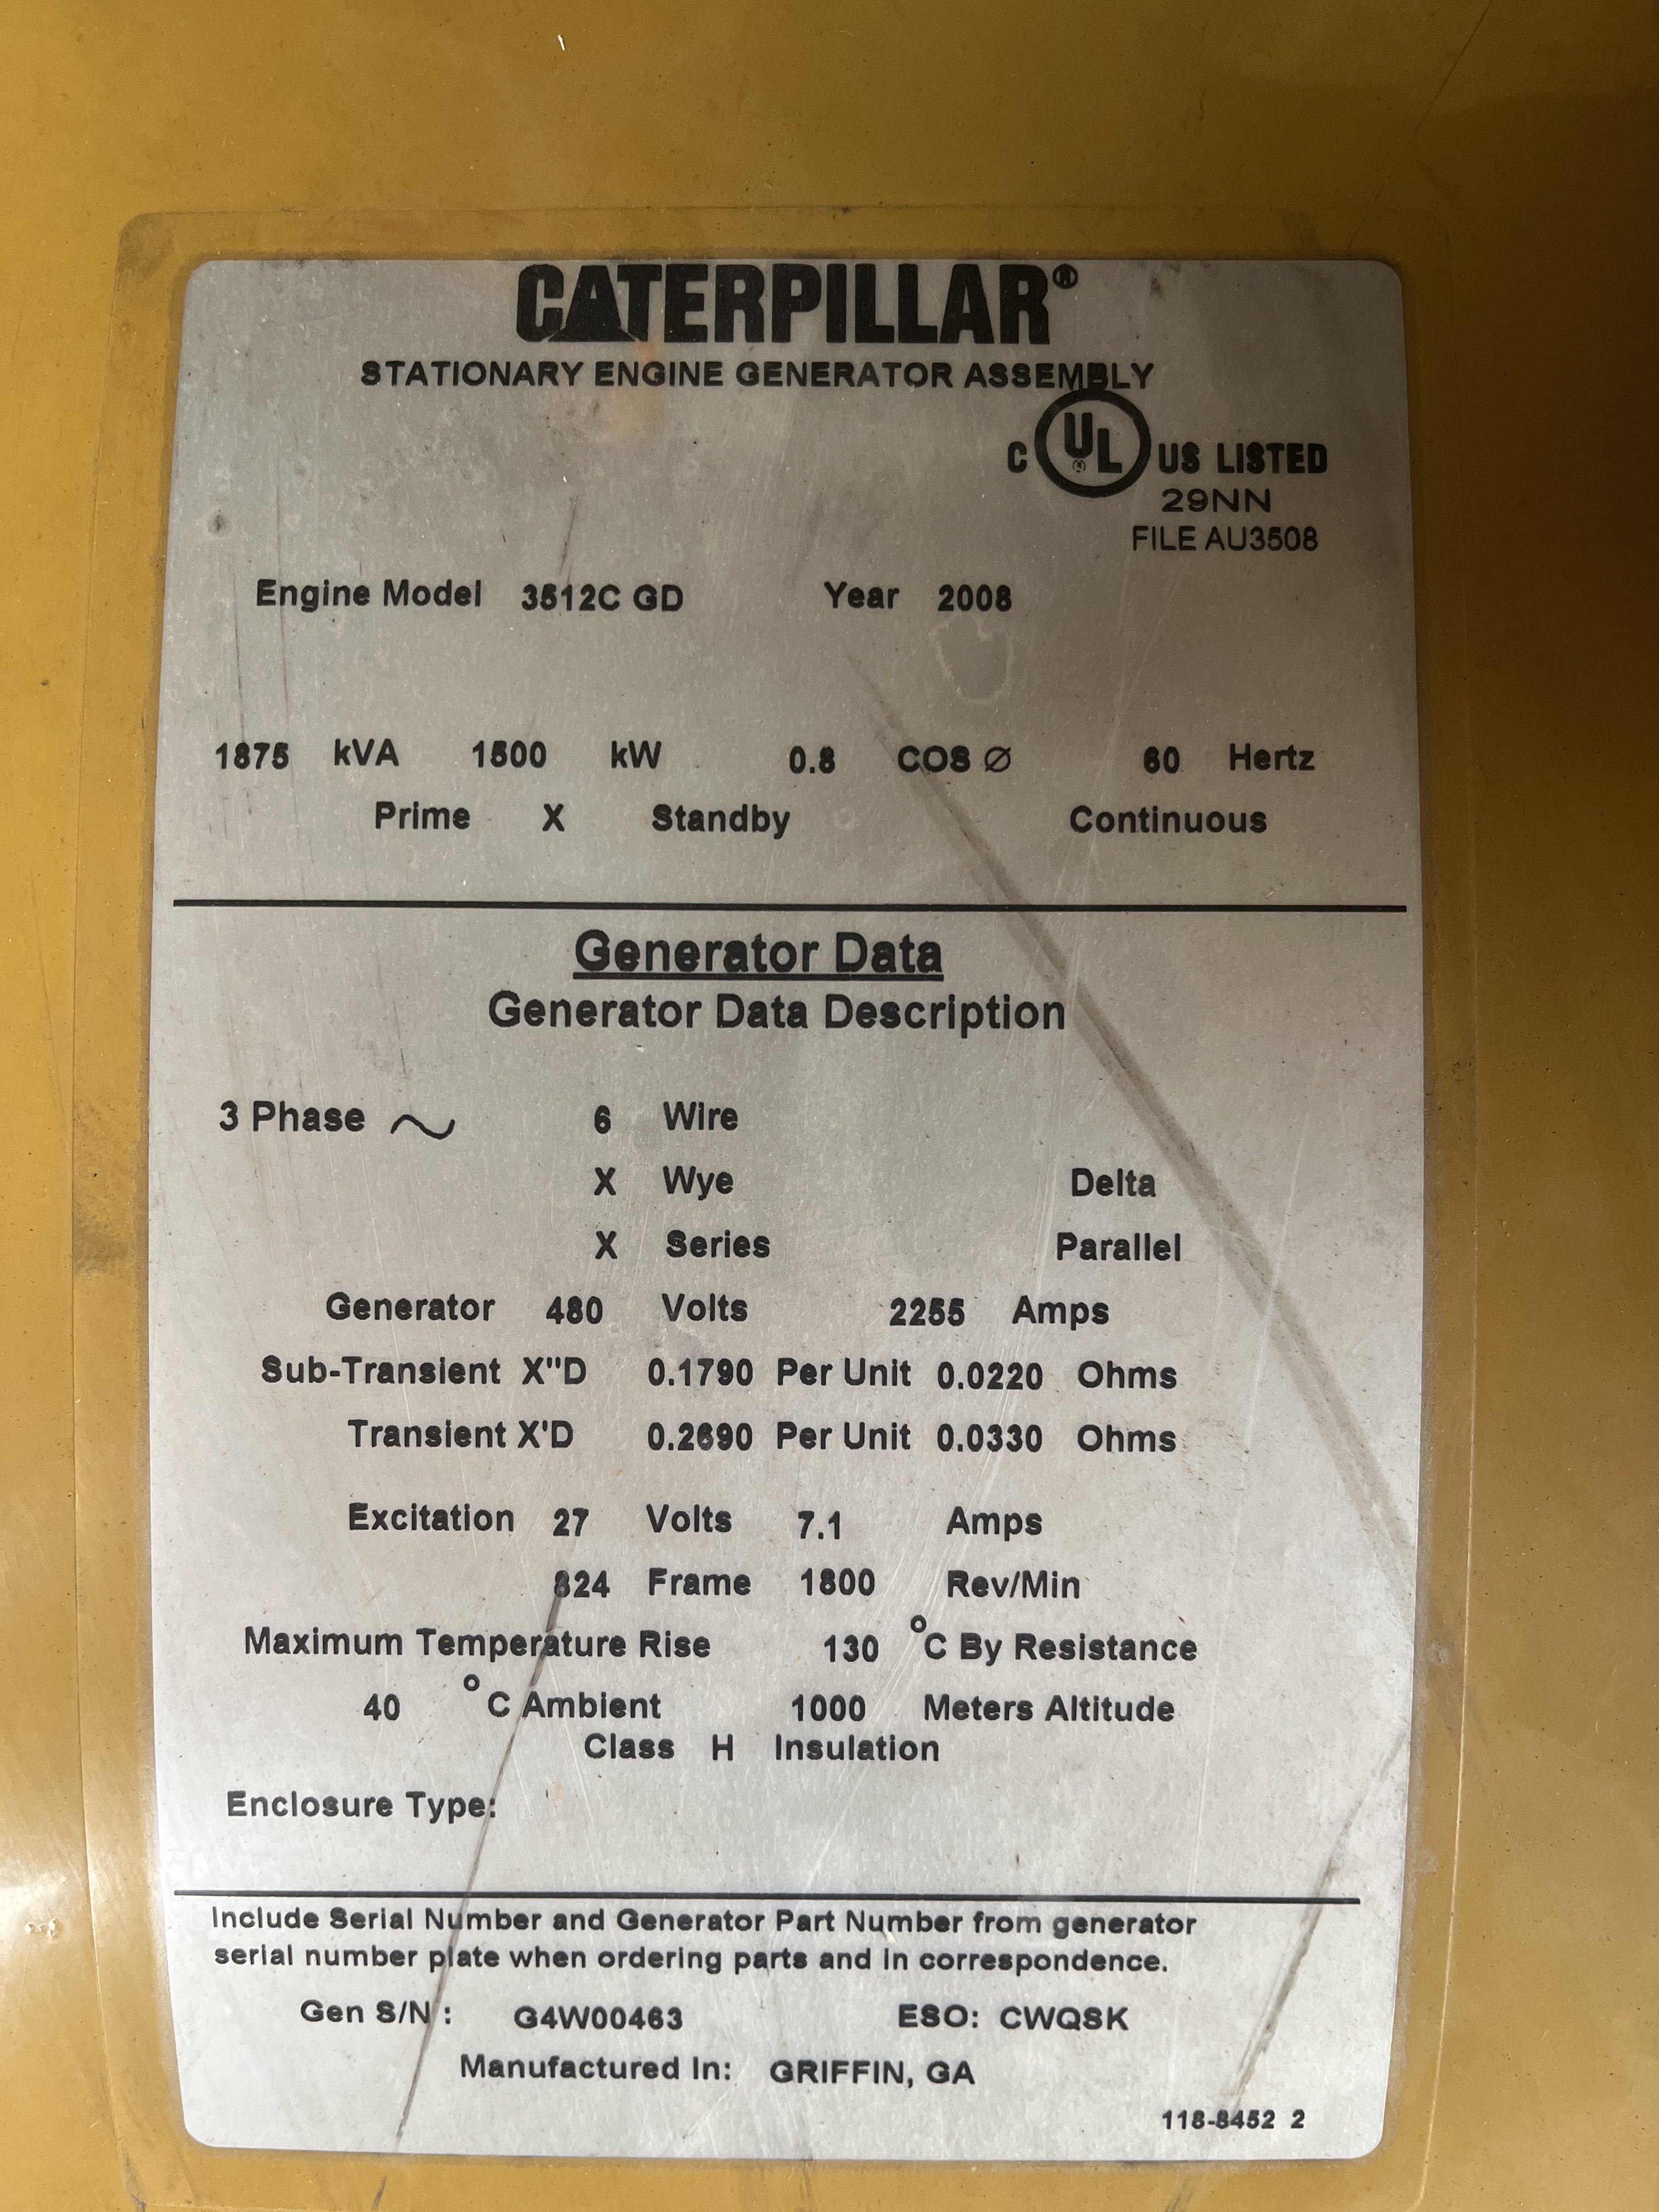 CATERPILLAR®
STATIONARY ENGINE GENERATOR ASSEMBLY
C UL US LISTED
29NN
FILE AU3508
Engine Model 3512C GD Year 2008
1875 kVA 1500 kW 0.8 COS Ø 60 Hertz
Prime X Standby Continuous
Generator Data
Generator Data Description
3 Phase ~ 6 Wire
X Wye Delta
X Series Parallel
Generator 480 Volts 2255 Amps
Sub-Transient X"D 0.1790 Per Unit 0.0220 Ohms
Transient X'D 0.2690 Per Unit 0.0330 Ohms
Excitation 27 Volts 7.1 Amps
824 Frame 1800 Rev/Min
Maximum Temperature Rise 130 °C By Resistance
40 °C Ambient 1000 Meters Altitude
Class H Insulation
Enclosure Type:
Include Serial Number and Generator Part Number from generator
serial number plate when ordering parts and in correspondence.
Gen S/N : G4W00463 ESO: CWQSK
Manufactured In: GRIFFIN, GA
118-8452 2